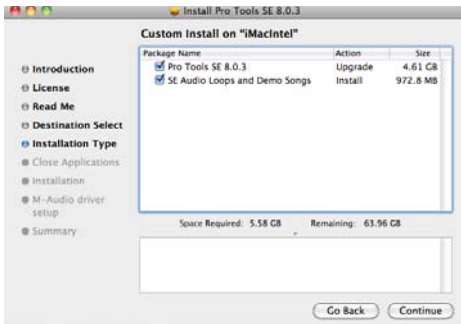 Install Pro Tools SE 8.0.3
Custom Install on "iMacIntel"
Package Name Action Size
Pro Tools SE 8.0.3 Upgrade 4.61 GB
SE Audio Loops and Demo Songs Install 972.8 MB
Introduction
License
Read Me
Destination Select
Installation Type
Close Applications
Installation
M-Audio driver
setup
Summary
Space Required: 5.58 GB Remaining: 63.96 GB
Go Back Continue